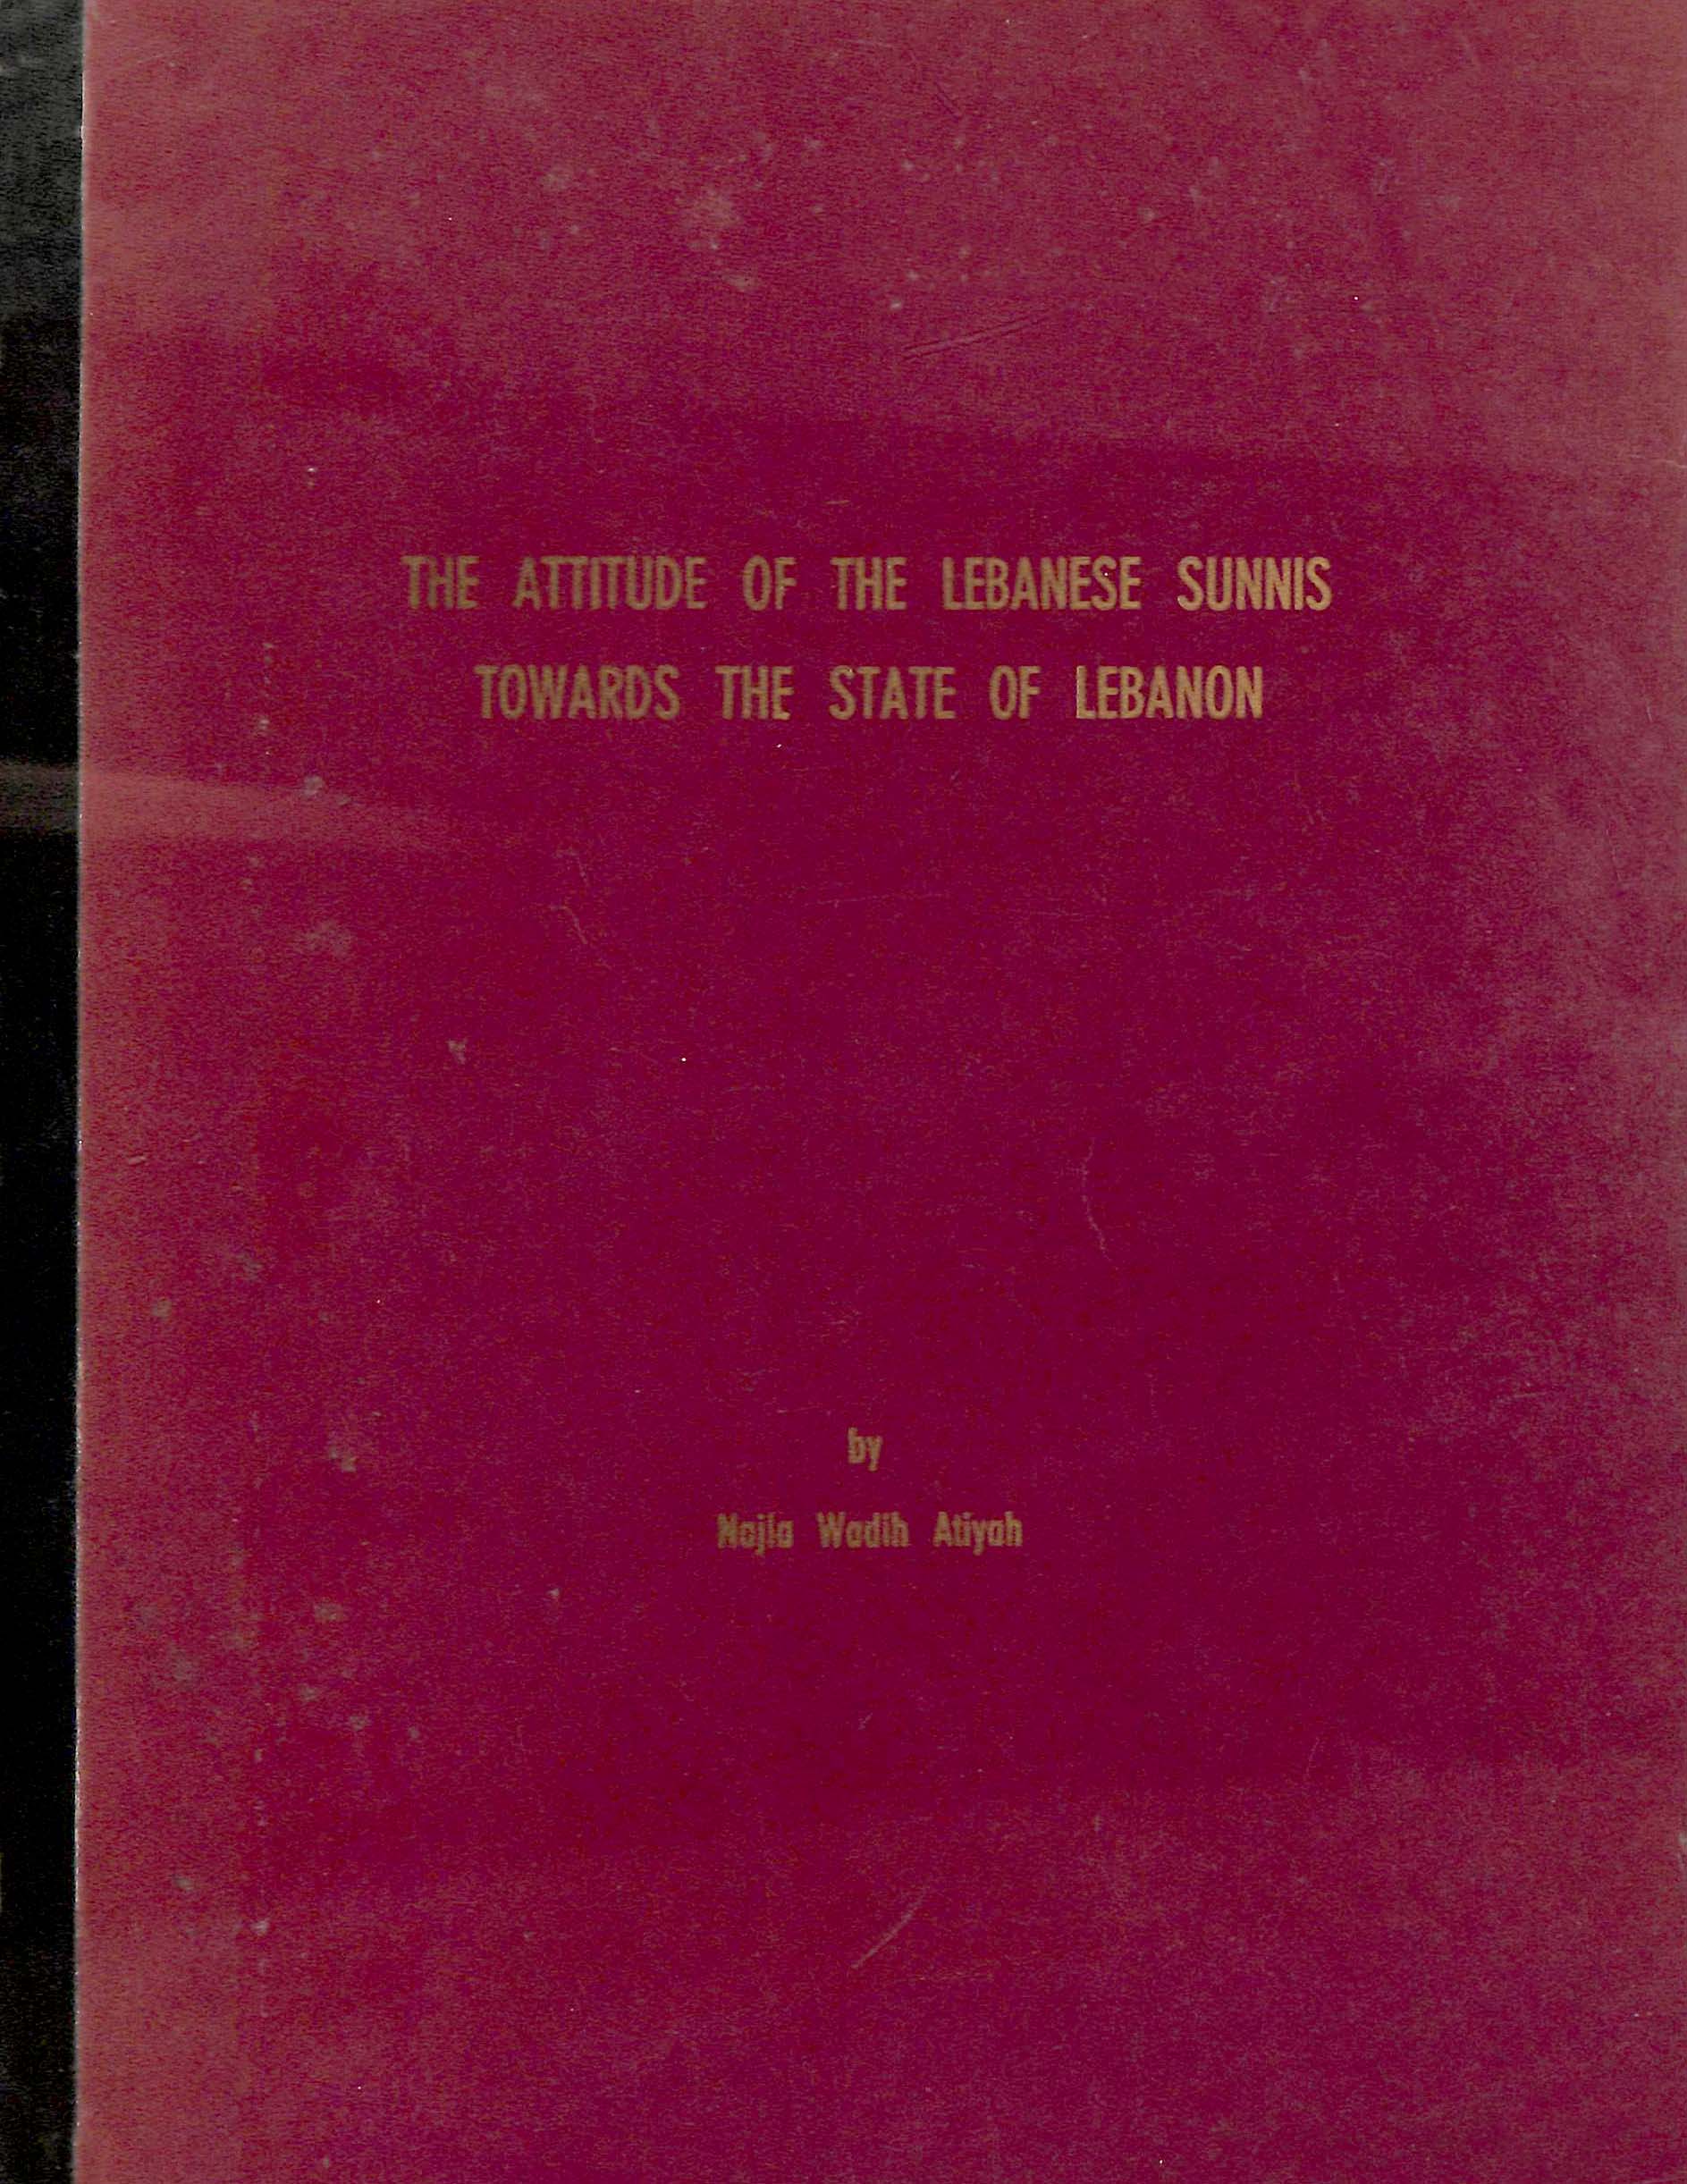 THE ATTITUDE OF THE LEBANESE SUNNIS
TOWARDS THE STATE OF LEBANON
by
Najla Wadih Atiyah